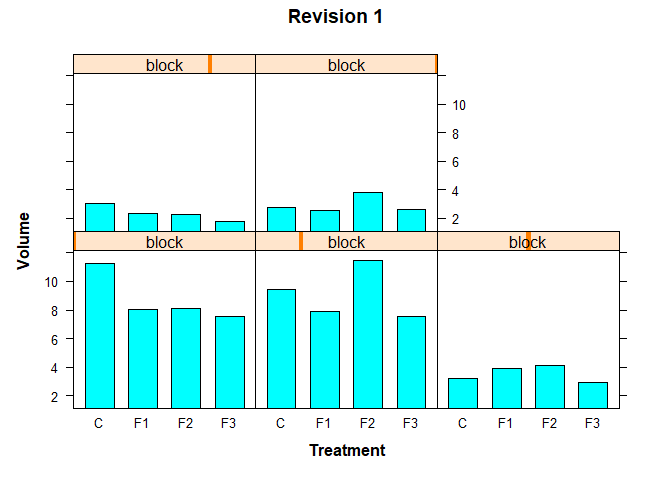 Revision 1
block block
10
8
6
4
2
block block block
10
8
6
4
2
Volume
C F1 F2 F3 C F1 F2 F3 C F1 F2 F3
Treatment